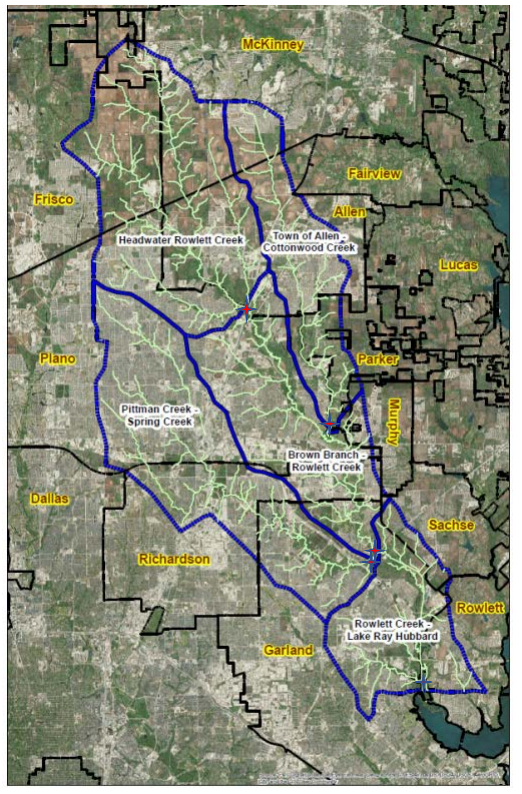 McKinney
Fairview
Frisco
Allen
Headwater Rowlett Creek
Town of Allen -
Cottonwood Creek
Lucas
Plano
Parker
Pittman Creek -
Spring Creek
Murphy
Brown Branch -
Rowlett Creek
Dallas
Sachse
Richardson
Rowlett
Rowlett Creek -
Lake Ray Hubbard
Garland